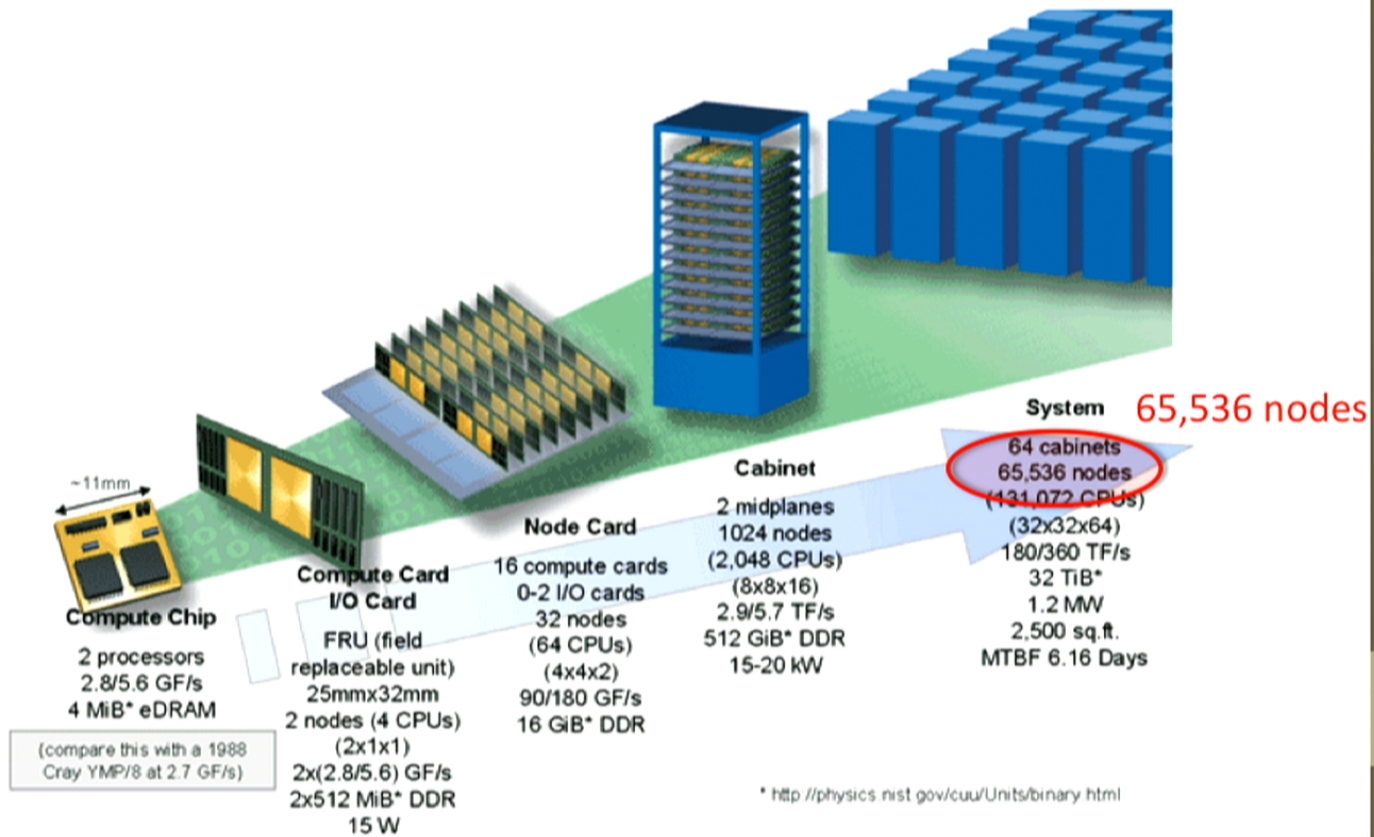 ~11mm
Compute Chip
2 processors
2.8/5.6 GF/s
4 MiB* eDRAM
(compare this with a 1988
Cray YMP/8 at 2.7 GF/s)
Compute Card
I/O Card
FRU (field
replaceable unit)
25mmx32mm
2 nodes (4 CPUs)
(2x1x1)
2x(2.8/5.6) GF/s
2x512 MiB* DDR
15 W
Node Card
16 compute cards
0-2 I/O cards
32 nodes
(64 CPUs)
(4x4x2)
90/180 GF/s
16 GiB* DDR
Cabinet
2 midplanes
1024 nodes
(2,048 CPUs)
(8x8x16)
2.9/5.7 TF/s
512 GiB* DDR
15-20 kW
System
65,536 nodes
64 cabinets
65,536 nodes
(131,072 CPUs)
(32x32x64)
180/360 TF/s
32 TiB*
1.2 MW
2,500 sq.ft.
MTBF 6.16 Days
* http://physics.nist.gov/cuu/Units/binary.html